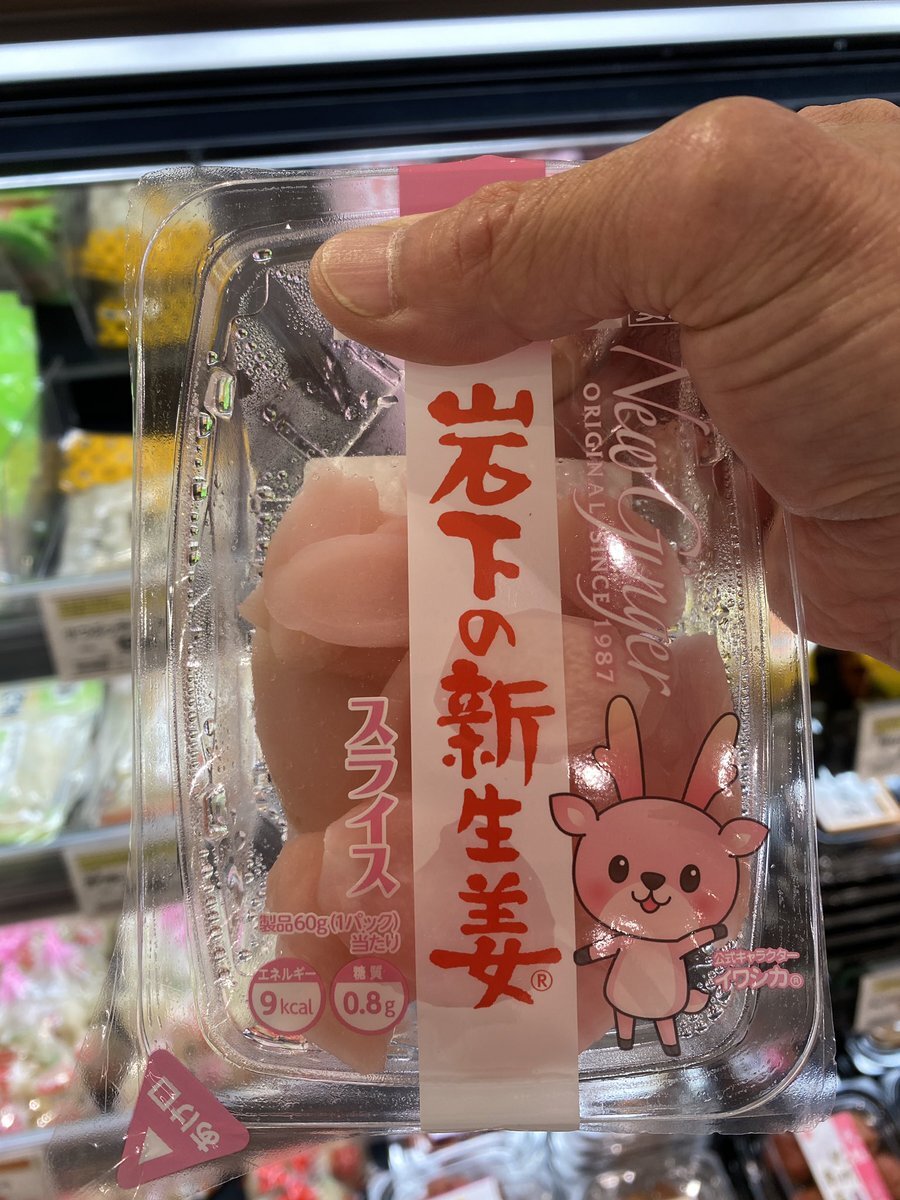 岩下の新生姜®
New Ginger
ORIGINAL SINCE 1987
スライス
製品60g(1パック)
当たり
エネルギー
9kcal
糖質
0.8g
公式キャラクター
イワシカ®
あけ口